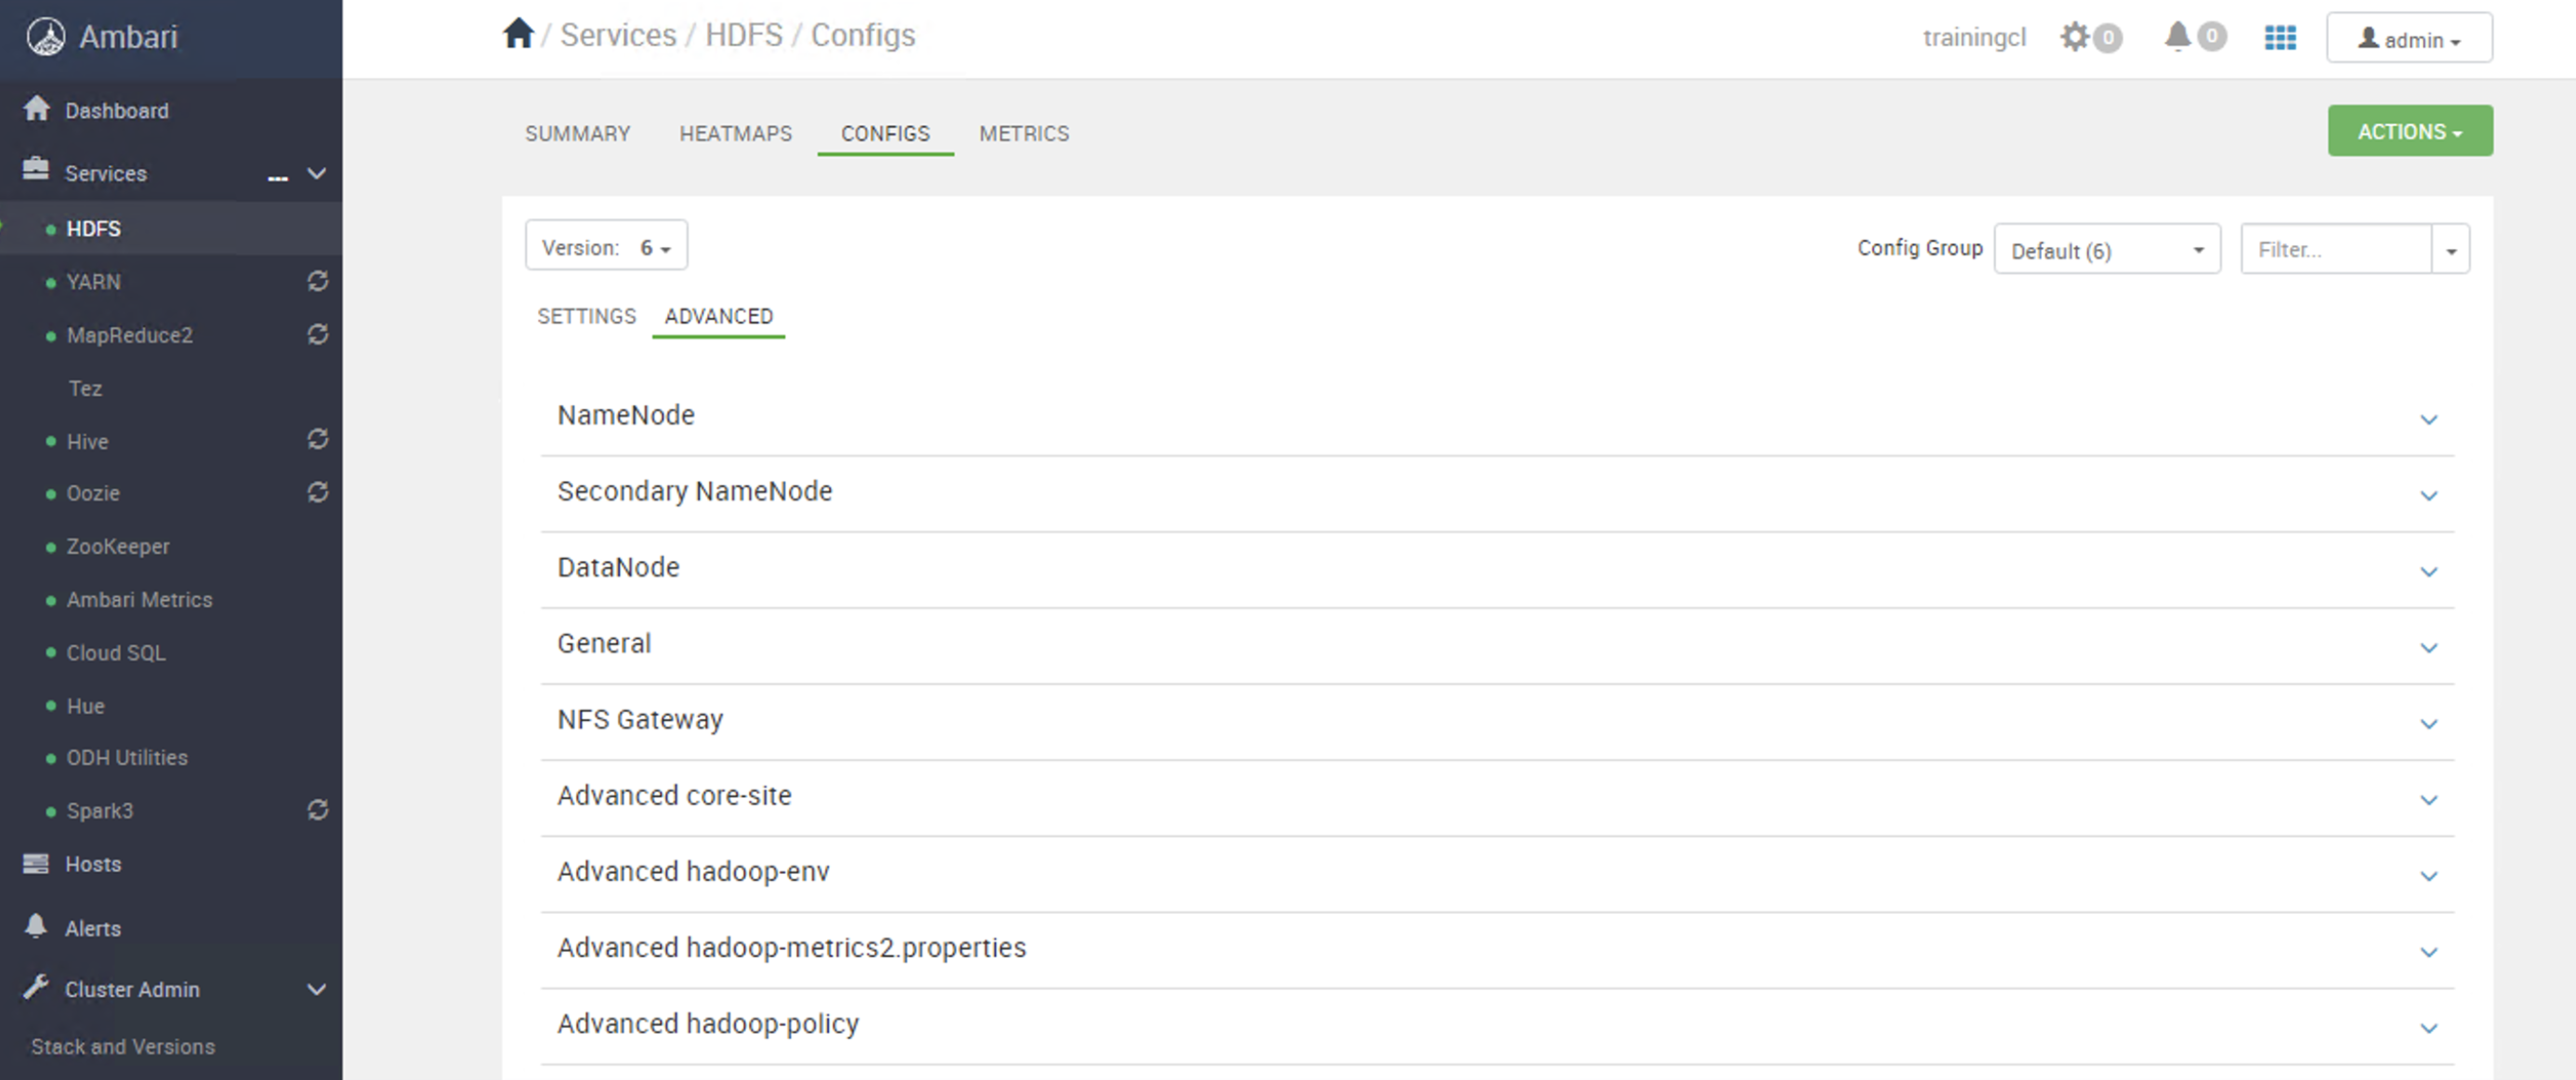 Ambari
/ Services / HDFS / Configs
trainingcl
0
0
admin
Dashboard
Services
...
HDFS
YARN
MapReduce2
Tez
Hive
Oozie
ZooKeeper
Ambari Metrics
Cloud SQL
Hue
ODH Utilities
Spark3
Hosts
Alerts
Cluster Admin
Stack and Versions
SUMMARY HEATMAPS CONFIGS METRICS
ACTIONS
Version: 6
Config Group Default (6) Filter...
SETTINGS ADVANCED
NameNode
Secondary NameNode
DataNode
General
NFS Gateway
Advanced core-site
Advanced hadoop-env
Advanced hadoop-metrics2.properties
Advanced hadoop-policy